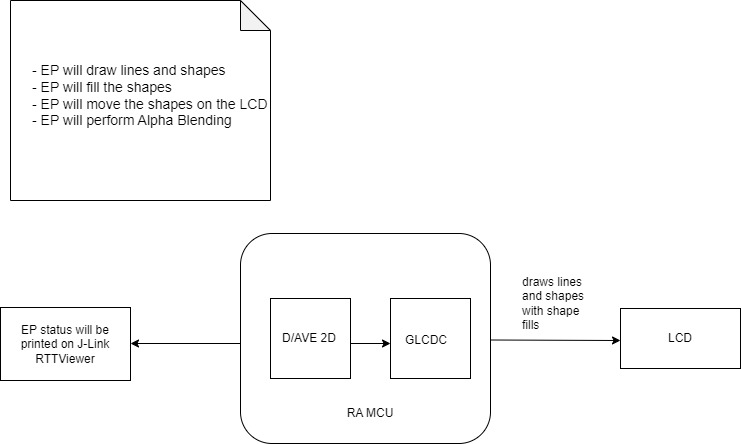 - EP will draw lines and shapes
- EP will fill the shapes
- EP will move the shapes on the LCD
- EP will perform Alpha Blending
EP status will be
printed on J-Link
RTTViewer
D/AVE 2D
GLCDC
RA MCU
draws lines
and shapes
with shape
fills
LCD